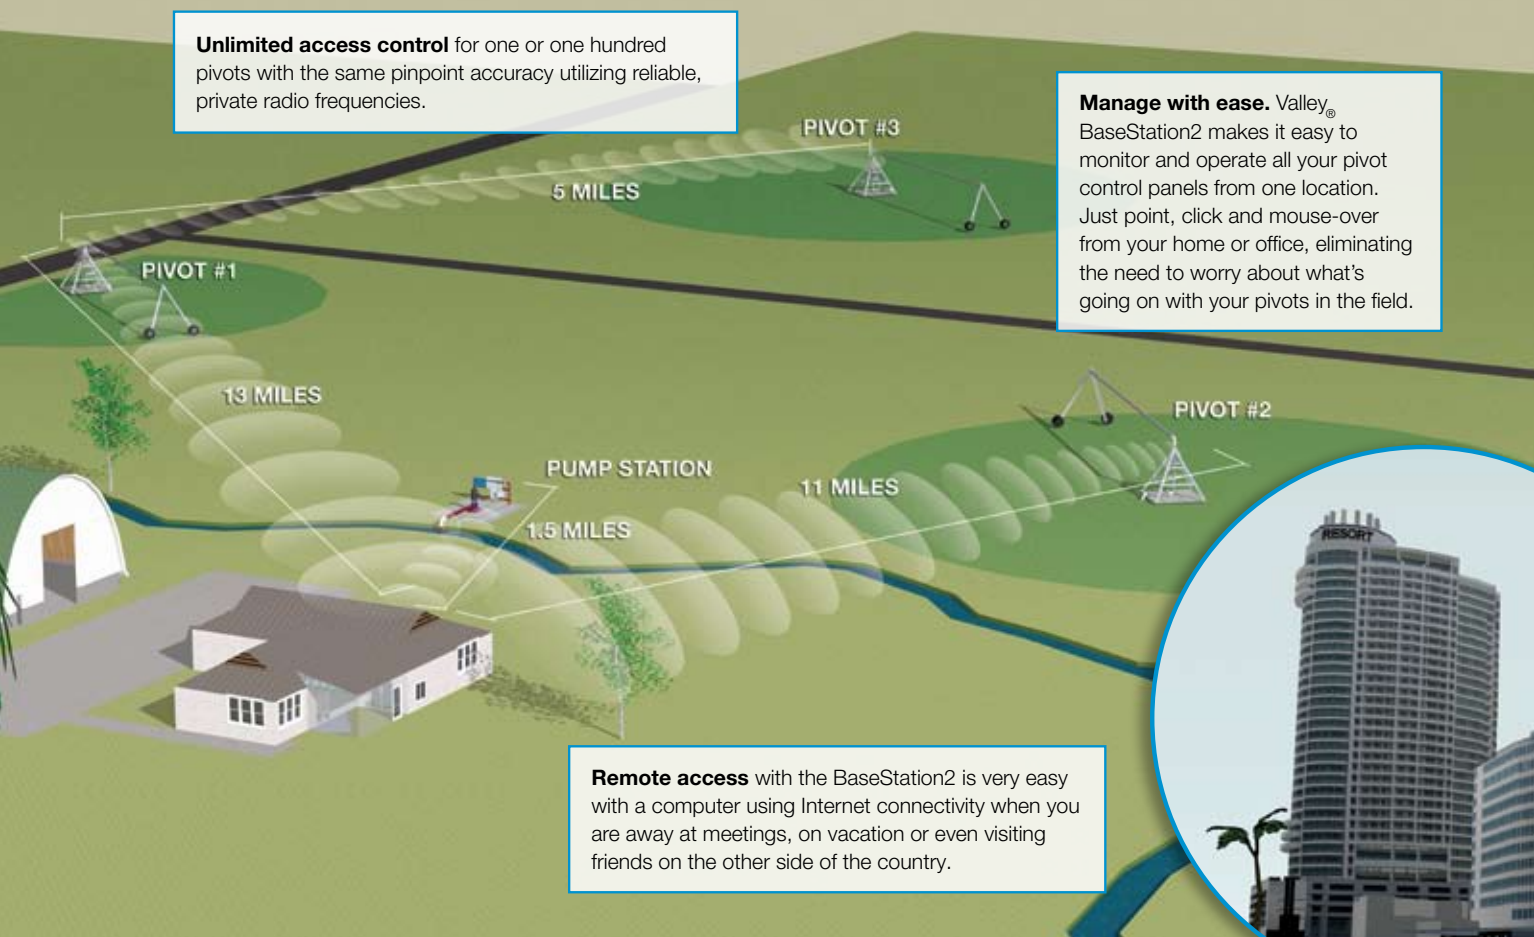 Unlimited access control for one or one hundred
pivots with the same pinpoint accuracy utilizing reliable,
private radio frequencies.
Manage with ease. Valley®
BaseStation2 makes it easy to
monitor and operate all your pivot
control panels from one location.
Just point, click and mouse-over
from your home or office, eliminating
the need to worry about what's
going on with your pivots in the field.
PIVOT #3
5 MILES
PIVOT #1
13 MILES
PIVOT #2
PUMP STATION
11 MILES
1.5 MILES
RESORT
Remote access with the BaseStation2 is very easy
with a computer using Internet connectivity when you
are away at meetings, on vacation or even visiting
friends on the other side of the country.